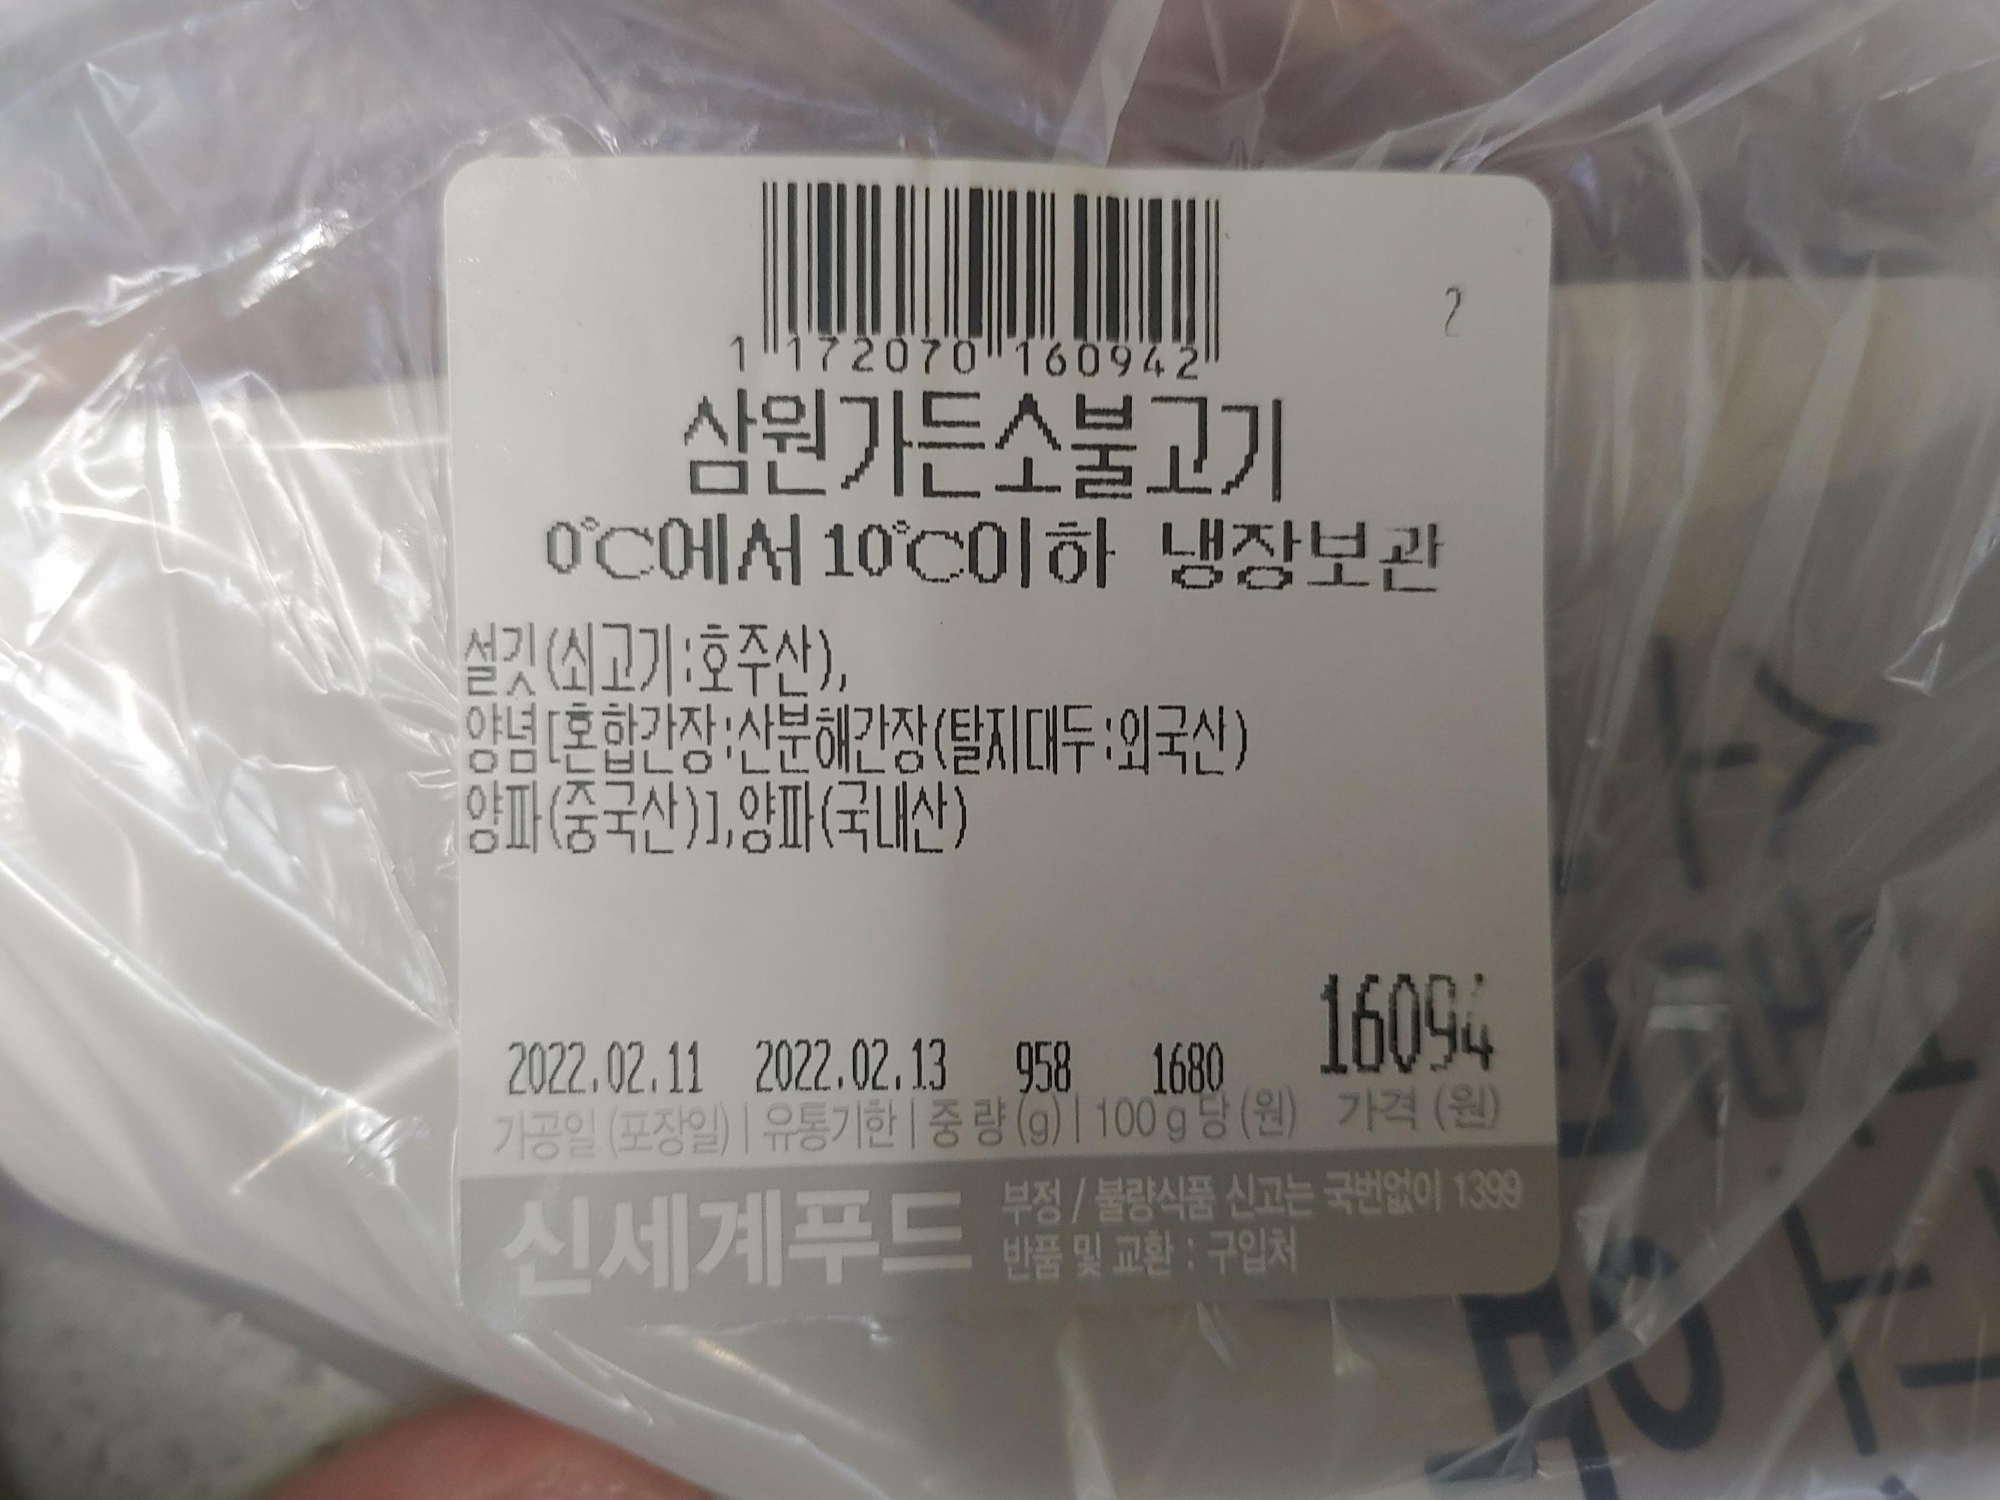 2
1 172070 160942
삼원가든소불고기
0℃에서10℃이하 냉장보관
설깃(쇠고기:호주산),
양념[혼합간장:산분해간장(탈지대두:외국산)
양파(중국산)],양파(국내산)
2022.02.11 2022.02.13 958 1680 16094
가공일 (포장일) | 유통기한 | 중 량 (g) | 100 g 당 (원) 가격 (원)
신세계푸드
부정 / 불량식품 신고는 국번없이 1399
반품 및 교환 : 구입처